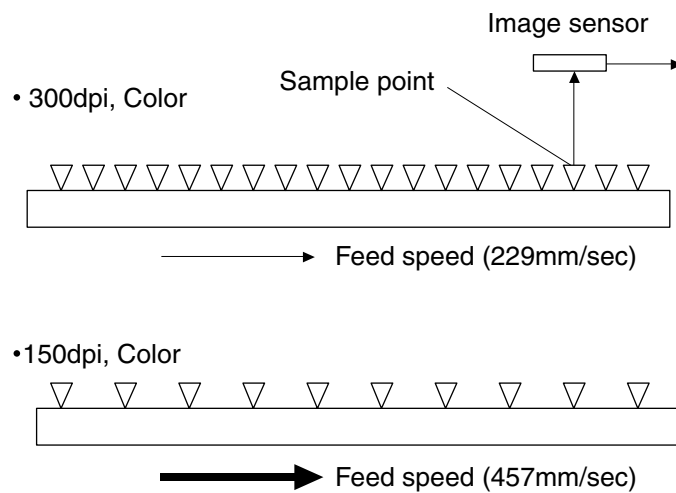 Image sensor
Sample point
• 300dpi, Color
Feed speed (229mm/sec)
•150dpi, Color
Feed speed (457mm/sec)